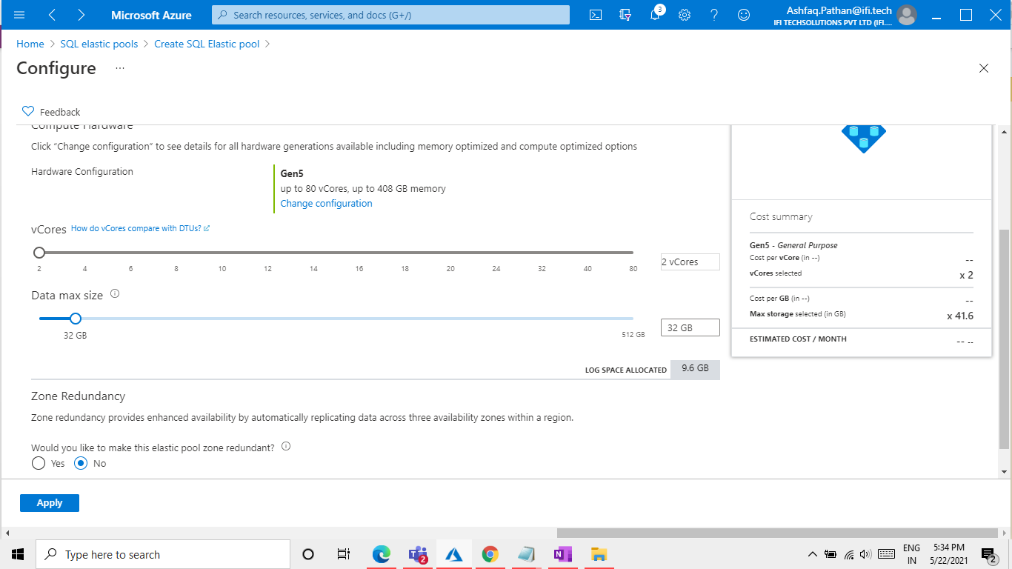 Microsoft Azure
Search resources, services, and docs (G+/)
3
Ashfaq.Pathan@ifi.tech
IFI TECHSOLUTIONS PVT LTD (IFI....
Home > SQL elastic pools > Create SQL Elastic pool >
Configure ...
Feedback
Compute Hardware
Click "Change configuration" to see details for all hardware generations available including memory optimized and compute optimized options
Hardware Configuration
Gen5
up to 80 vCores, up to 408 GB memory
Change configuration
vCores How do vCores compare with DTUs?
2 4 6 8 10 12 14 16 18 20 24 32 40 80
2 vCores
Data max size
32 GB
512 GB
32 GB
LOG SPACE ALLOCATED 9.6 GB
Zone Redundancy
Zone redundancy provides enhanced availability by automatically replicating data across three availability zones within a region.
Would you like to make this elastic pool zone redundant?
Yes No
Apply
Cost summary
Gen5 - General Purpose
Cost per vCore (in --) --
vCores selected x 2
Cost per GB (in --) --
Max storage selected (in GB) x 41.6
ESTIMATED COST / MONTH -- --
Type here to search
2
ENG
IN
5:34 PM
5/22/2021
2